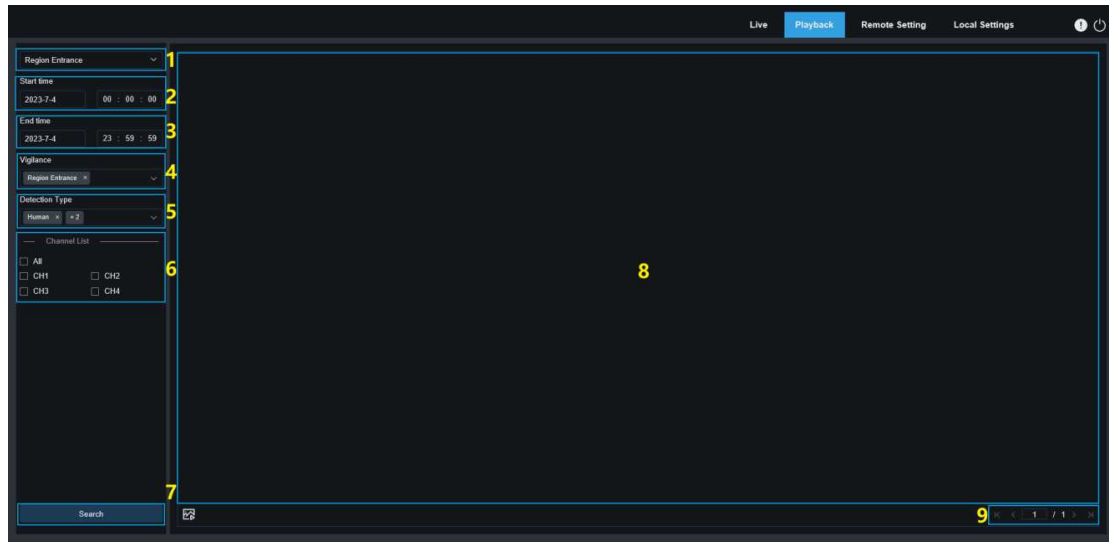 Live Playback Remote Setting Local Settings
Region Entrance 1
Start time
2023-7-4 00 : 00 : 00 2
End time
2023-7-4 23 : 59 : 59 3
Vigilance
Region Entrance × 4
Detection Type
Human × + 2 5
Channel List
All
CH1 CH2 6
CH3 CH4
8
7
Search
9 1 / 1